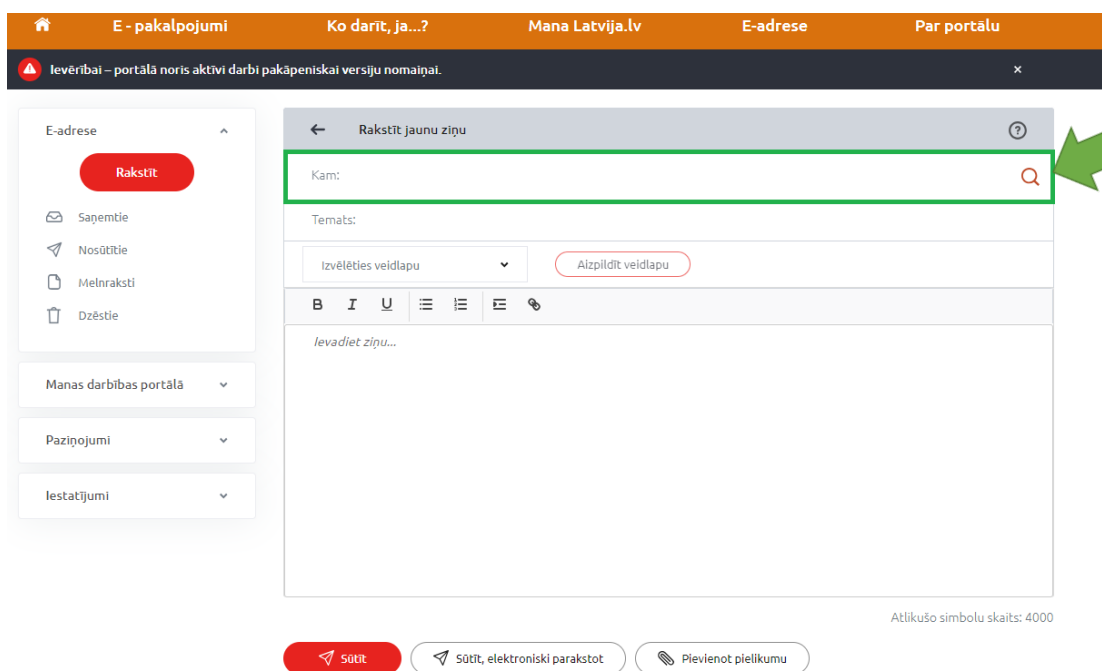 E - pakalpojumi Ko darīt, ja...? Mana Latvija.lv E-adrese Par portālu
Ievērībai – portālā noris aktīvi darbi pakāpeniskai versiju nomaiņai.
E-adrese
Rakstīt
Saņemtie
Nosūtītie
Melnraksti
Dzēstie
Manas darbības portālā
Paziņojumi
Iestatījumi
Rakstīt jaunu ziņu
Kam:
Temats:
Izvēlēties veidlapu Aizpildīt veidlapu
B I U
Ievadiet ziņu...
Atlikušo simbolu skaits: 4000
Sūtīt Sūtīt, elektroniski parakstot Pievienot pielikumu